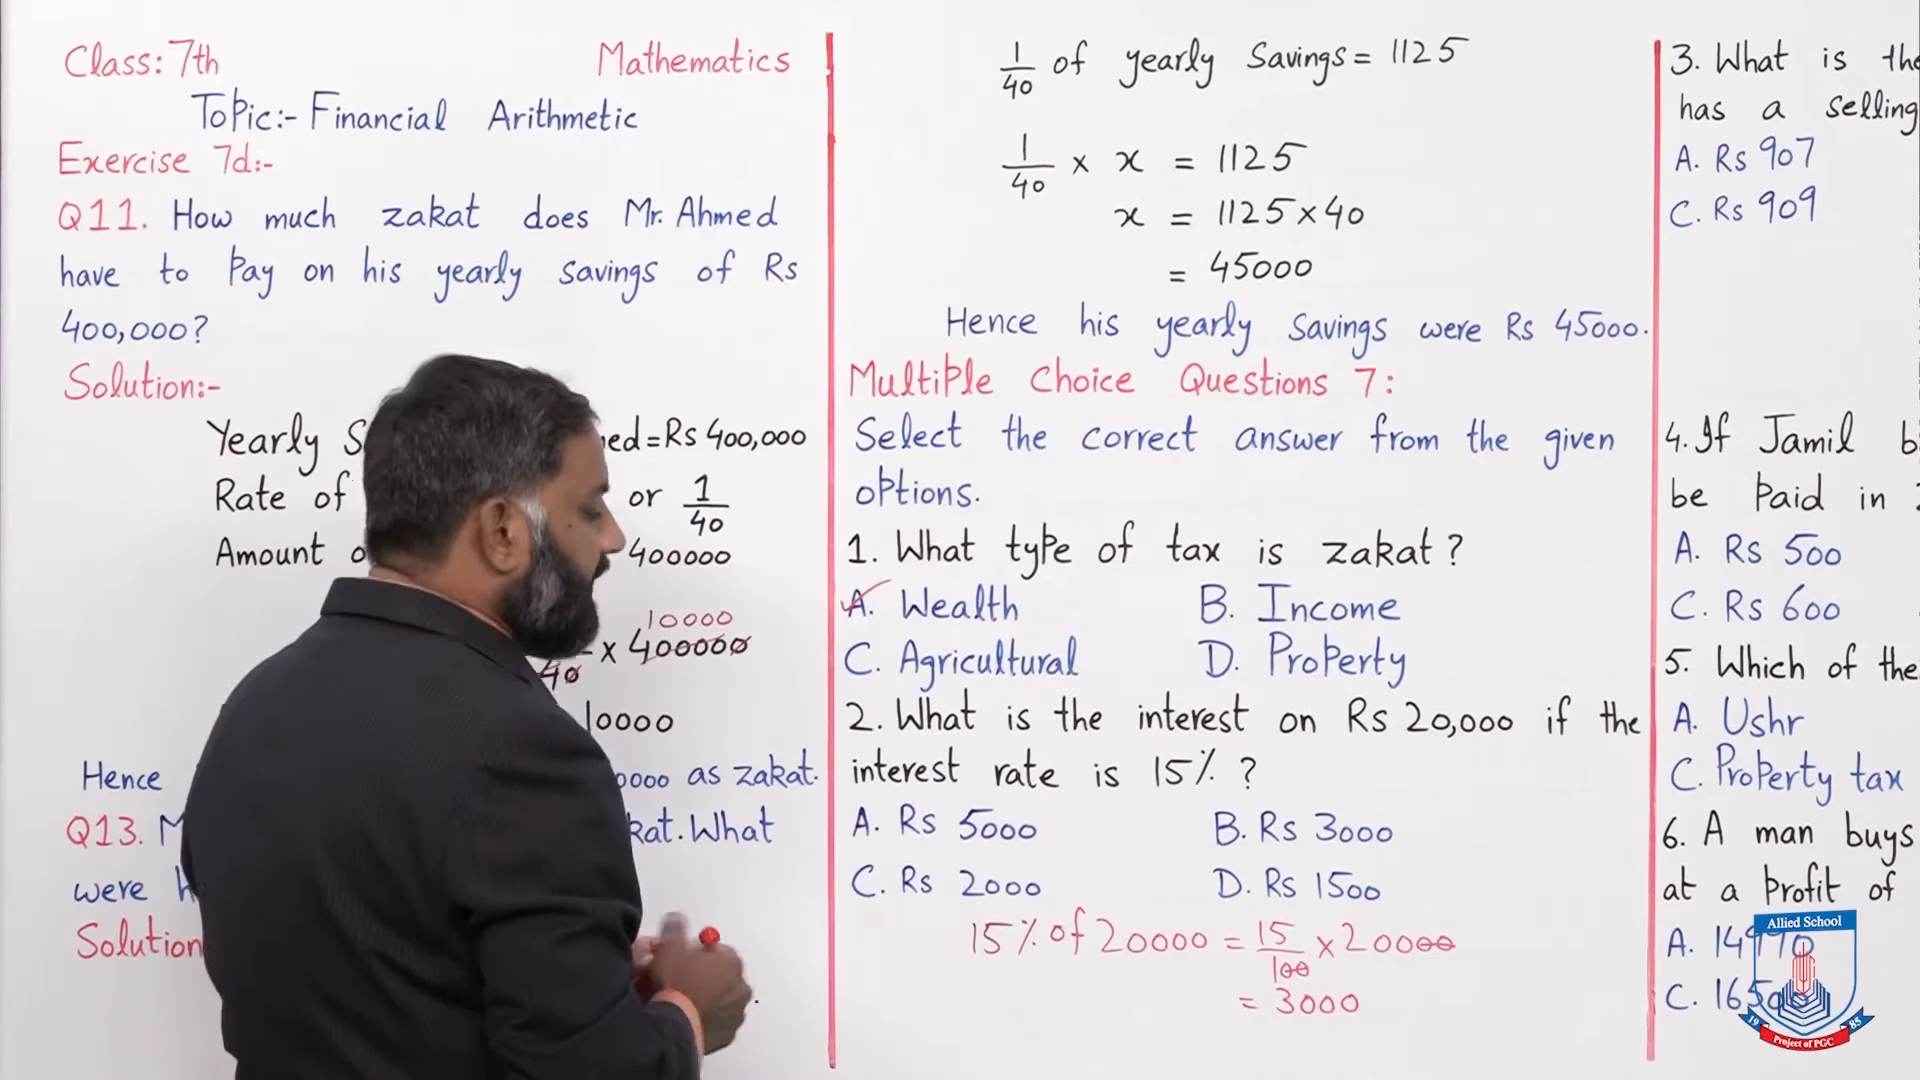 Class: 7th Mathematics
Topic:- Financial Arithmetic
Exercise 7d:-
Q11. How much zakat does Mr. Ahmed
have to pay on his yearly savings of Rs
400,000?
Solution:-
Yearly = Rs 400,000
Rate of or 1/40
Amount 400000
10000
40 × 400000
10000
Hence as zakat.
Q13. What
were
Solution
1/40 of yearly Savings = 1125
1/40 × x = 1125
x = 1125 × 40
= 45000
Hence his yearly savings were Rs 45000.
Multiple Choice Questions 7:
Select the correct answer from the given
options.
1. What type of tax is zakat?
A. Wealth B. Income
C. Agricultural D. Property
2. What is the interest on Rs 20,000 if the
interest rate is 15% ?
A. Rs 5000 B. Rs 3000
C. Rs 2000 D. Rs 1500
15% of 20000 = 15/100 × 20000
= 3000
3. What is the
has a selling
A. Rs 907
C. Rs 909
4. If Jamil
be paid in
A. Rs 500
C. Rs 600
5. Which of the
A. Ushr
C. Property tax
6. A man buys
at a profit of
A. 14990
C. 16500
Allied School
19 85
Project of PGC